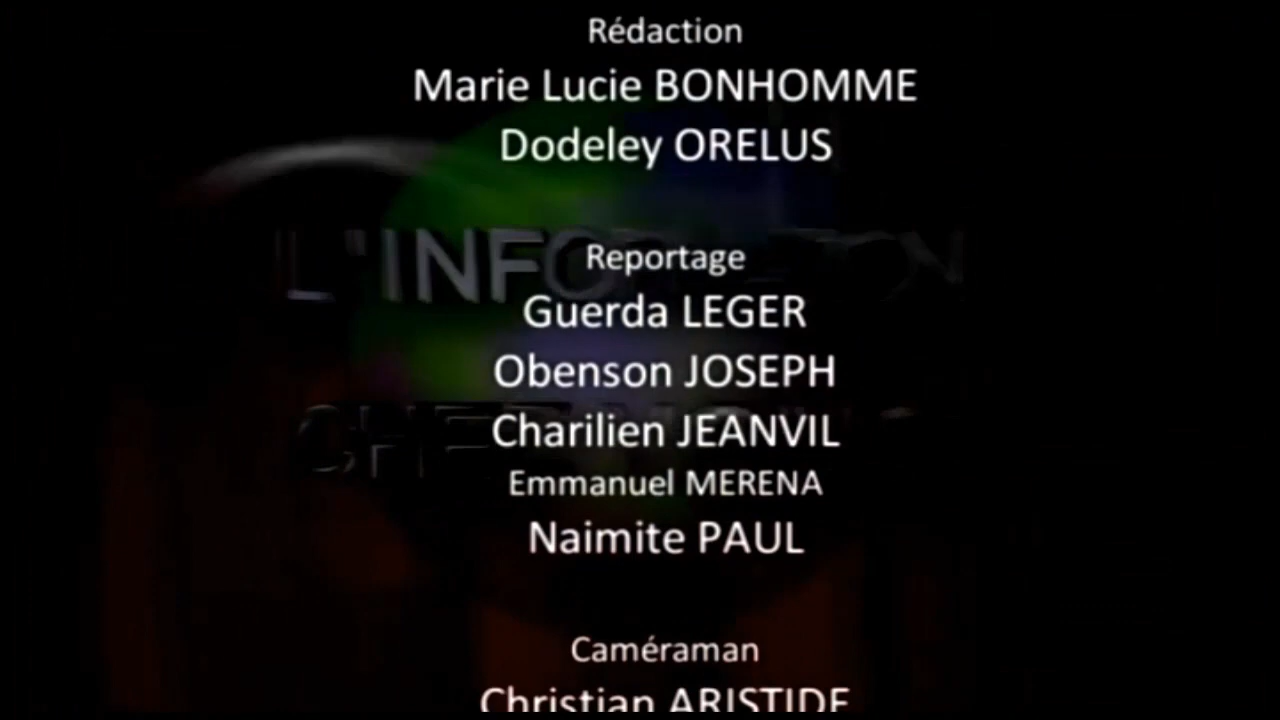 Rédaction
Marie Lucie BONHOMME
Dodeley ORELUS
Reportage
Guerda LEGER
Obenson JOSEPH
Charilien JEANVIL
Emmanuel MERENA
Naimite PAUL
Caméraman
Christian ARISTIDE